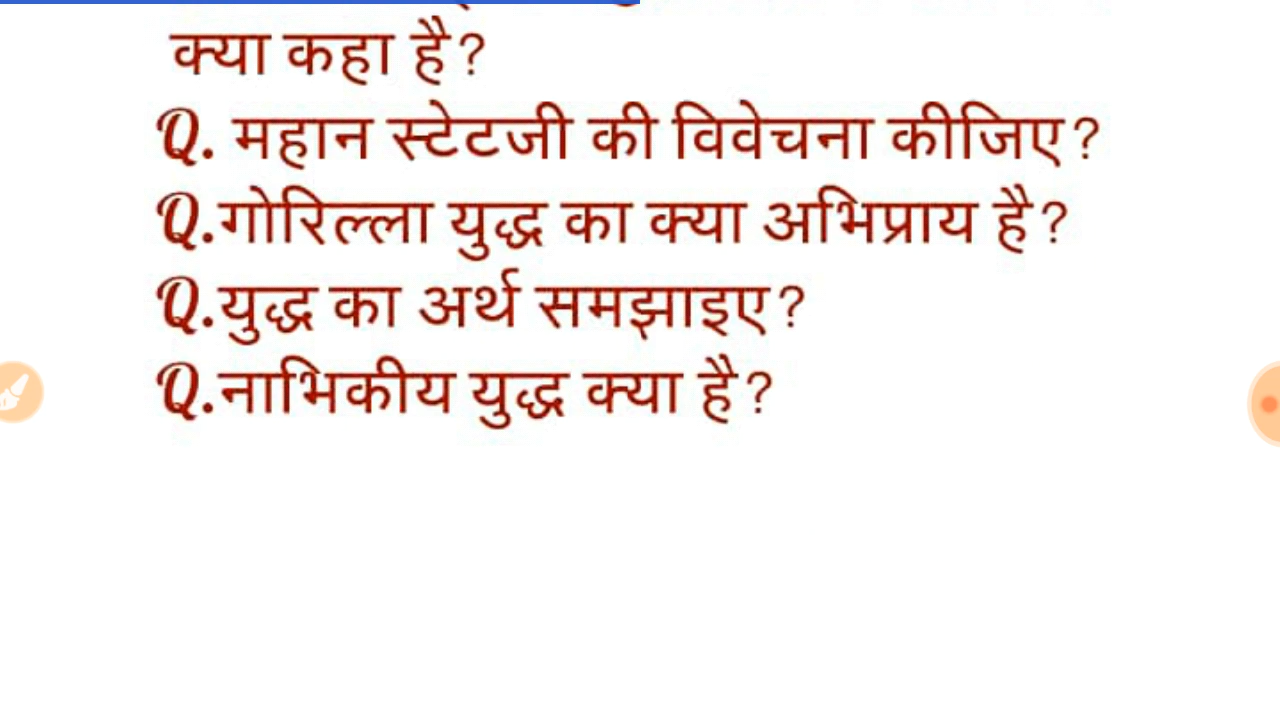 क्या कहा है?
Q. महान स्टेटजी की विवेचना कीजिए?
Q.गोरिल्ला युद्ध का क्या अभिप्राय है?
Q.युद्ध का अर्थ समझाइए?
Q.नाभिकीय युद्ध क्या है?